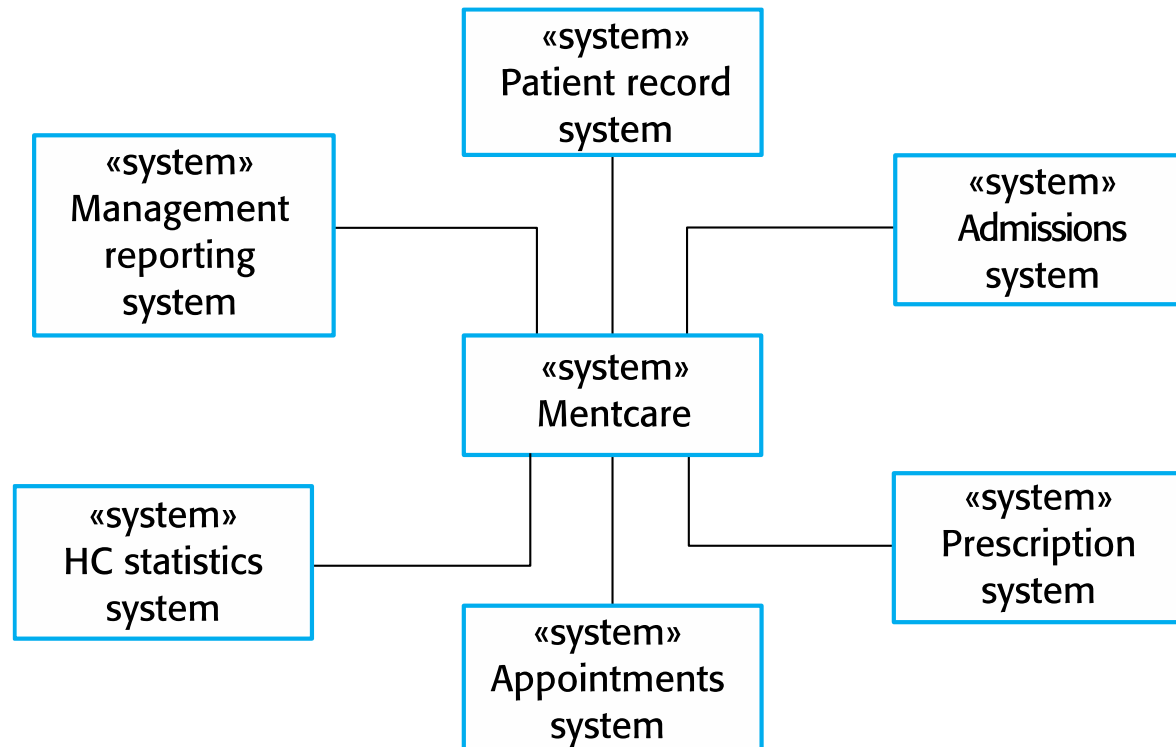 «system»
Patient record
system
«system»
Management
reporting
system
«system»
Admissions
system
«system»
Mentcare
«system»
HC statistics
system
«system»
Prescription
system
«system»
Appointments
system